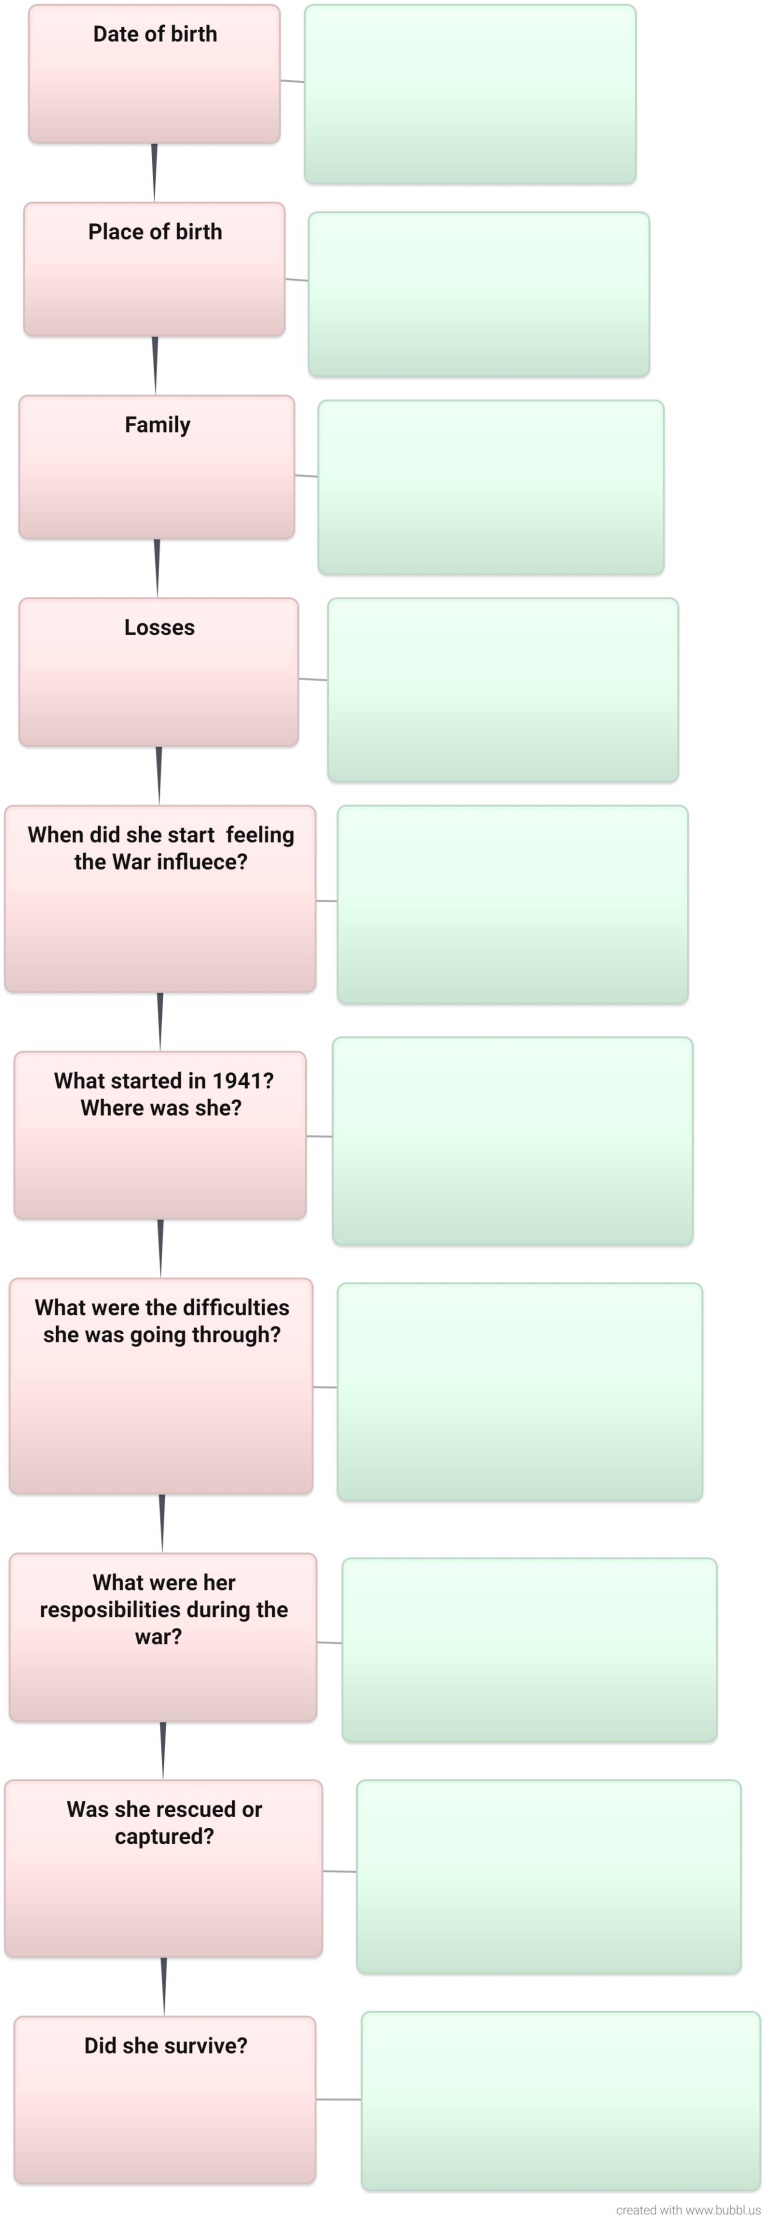 Date of birth
Place of birth
Family
Losses
When did she start  feeling
the War influece?
What started in 1941?
Where was she?
What were the difficulties
she was going through?
What were her
resposibilities during the
war?
Was she rescued or
captured?
Did she survive?
created with www.bubbl.us